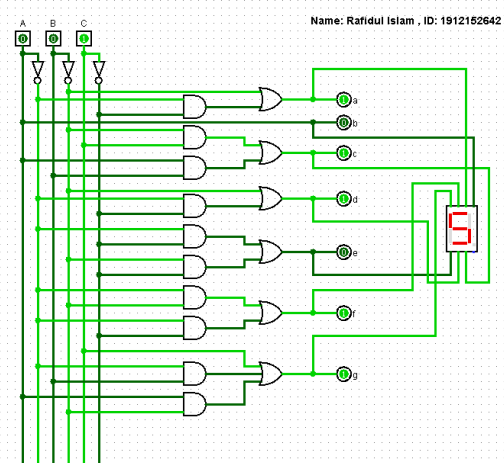 Name: Rafidul Islam , ID: 1912152642
A B C
0 0 1
1 a
0 b
1 c
1 d
0 e
1 f
1 g